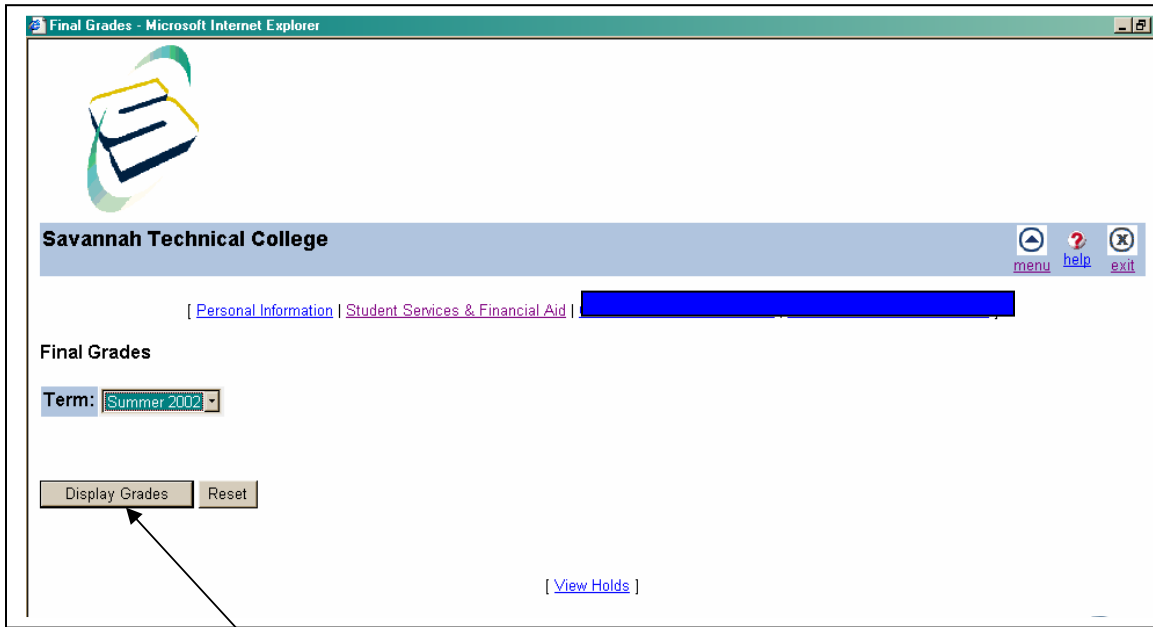 Final Grades - Microsoft Internet Explorer
Savannah Technical College
menu help exit
[ Personal Information | Student Services & Financial Aid | ]
Final Grades
Term: Summer 2002
Display Grades Reset
[ View Holds ]